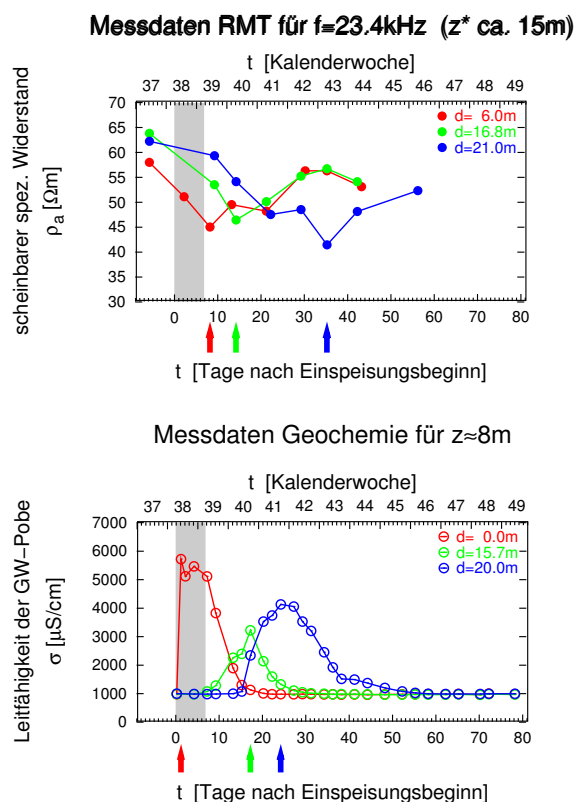 Messdaten RMT für f=23.4kHz (z* ca. 15m)
t [Kalenderwoche]
37 38 39 40 41 42 43 44 45 46 47 48 49
70
65
60
55
50
45
40
35
30
scheinbarer spez. Widerstand
ρa [Ωm]
d= 6.0m
d=16.8m
d=21.0m
0 10 20 30 40 50 60 70 80
t [Tage nach Einspeisungsbeginn]
Messdaten Geochemie für z≈8m
t [Kalenderwoche]
37 38 39 40 41 42 43 44 45 46 47 48 49
7000
6000
5000
4000
3000
2000
1000
0
Leitfähigkeit der GW-Pobe
σ [µS/cm]
d= 0.0m
d=15.7m
d=20.0m
0 10 20 30 40 50 60 70 80
t [Tage nach Einspeisungsbeginn]